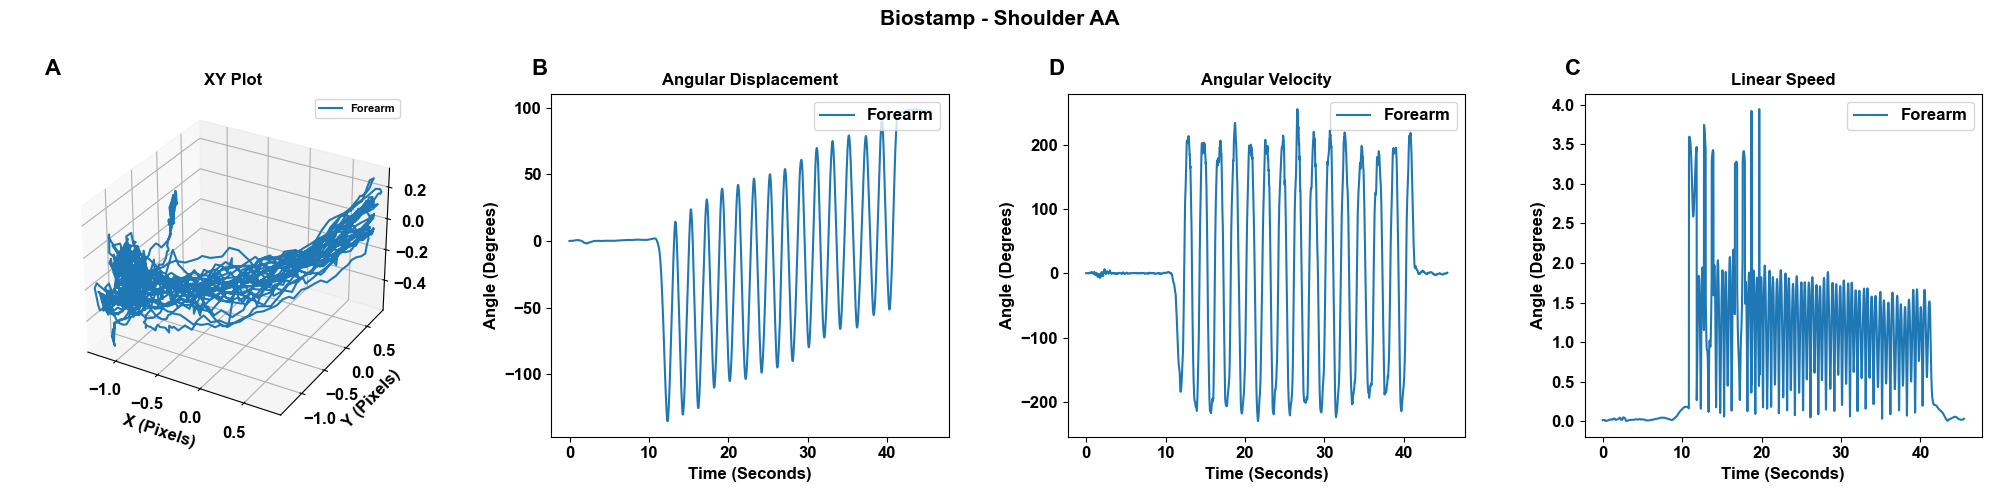 Biostamp - Shoulder AA
A
XY Plot
Forearm
0.2
0.0
−0.2
−0.4
0.5
0.0
−0.5
−1.0
Y (Pixels)
−1.0
−0.5
0.0
0.5
X (Pixels)
B
Angular Displacement
Forearm
100
50
0
−50
−100
Angle (Degrees)
0 10 20 30 40
Time (Seconds)
D
Angular Velocity
Forearm
200
100
0
−100
−200
Angle (Degrees)
0 10 20 30 40
Time (Seconds)
C
Linear Speed
Forearm
4.0
3.5
3.0
2.5
2.0
1.5
1.0
0.5
0.0
Angle (Degrees)
0 10 20 30 40
Time (Seconds)